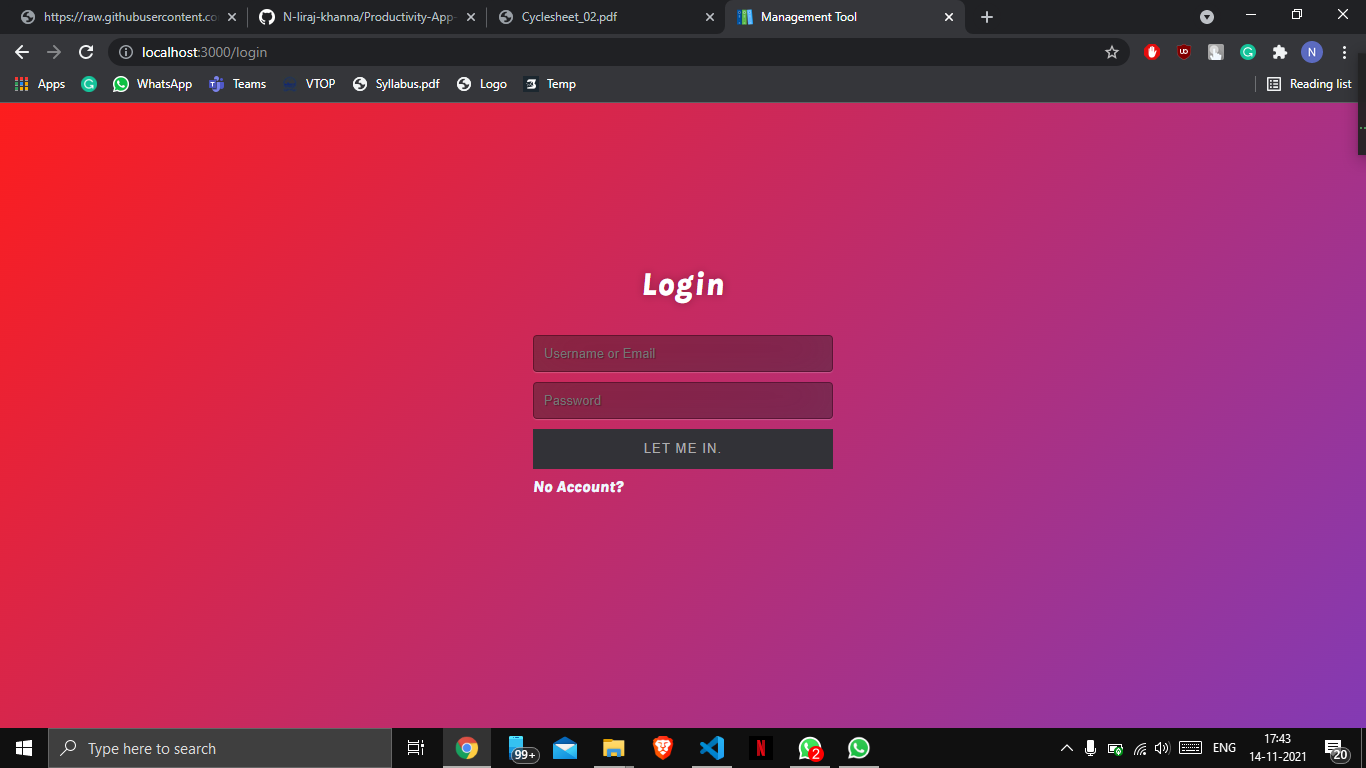 https://raw.githubusercontent.co
N-liraj-khanna/Productivity-App-
Cyclesheet_02.pdf
Management Tool
localhost:3000/login
N
Apps
WhatsApp
Teams
VTOP
Syllabus.pdf
Logo
Temp
Reading list
Login
Username or Email
Password
LET ME IN.
No Account?
Type here to search
99+
2
ENG
17:43
14-11-2021
20